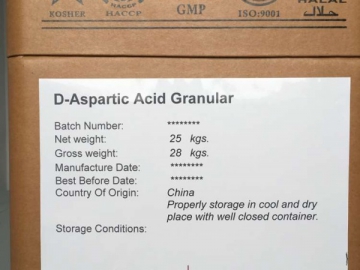 KOSHER
HACCP
HACCP
GMP
ISO:9001
HALAL
حلال
D-Aspartic Acid Granular
Batch Number: ********
Net weight: 25 kgs.
Gross weight: 28 kgs.
Manufacture Date: ********
Best Before Date: ********
Country Of Origin: China
Properly storage in cool and dry
place with well closed container.
Storage Conditions: